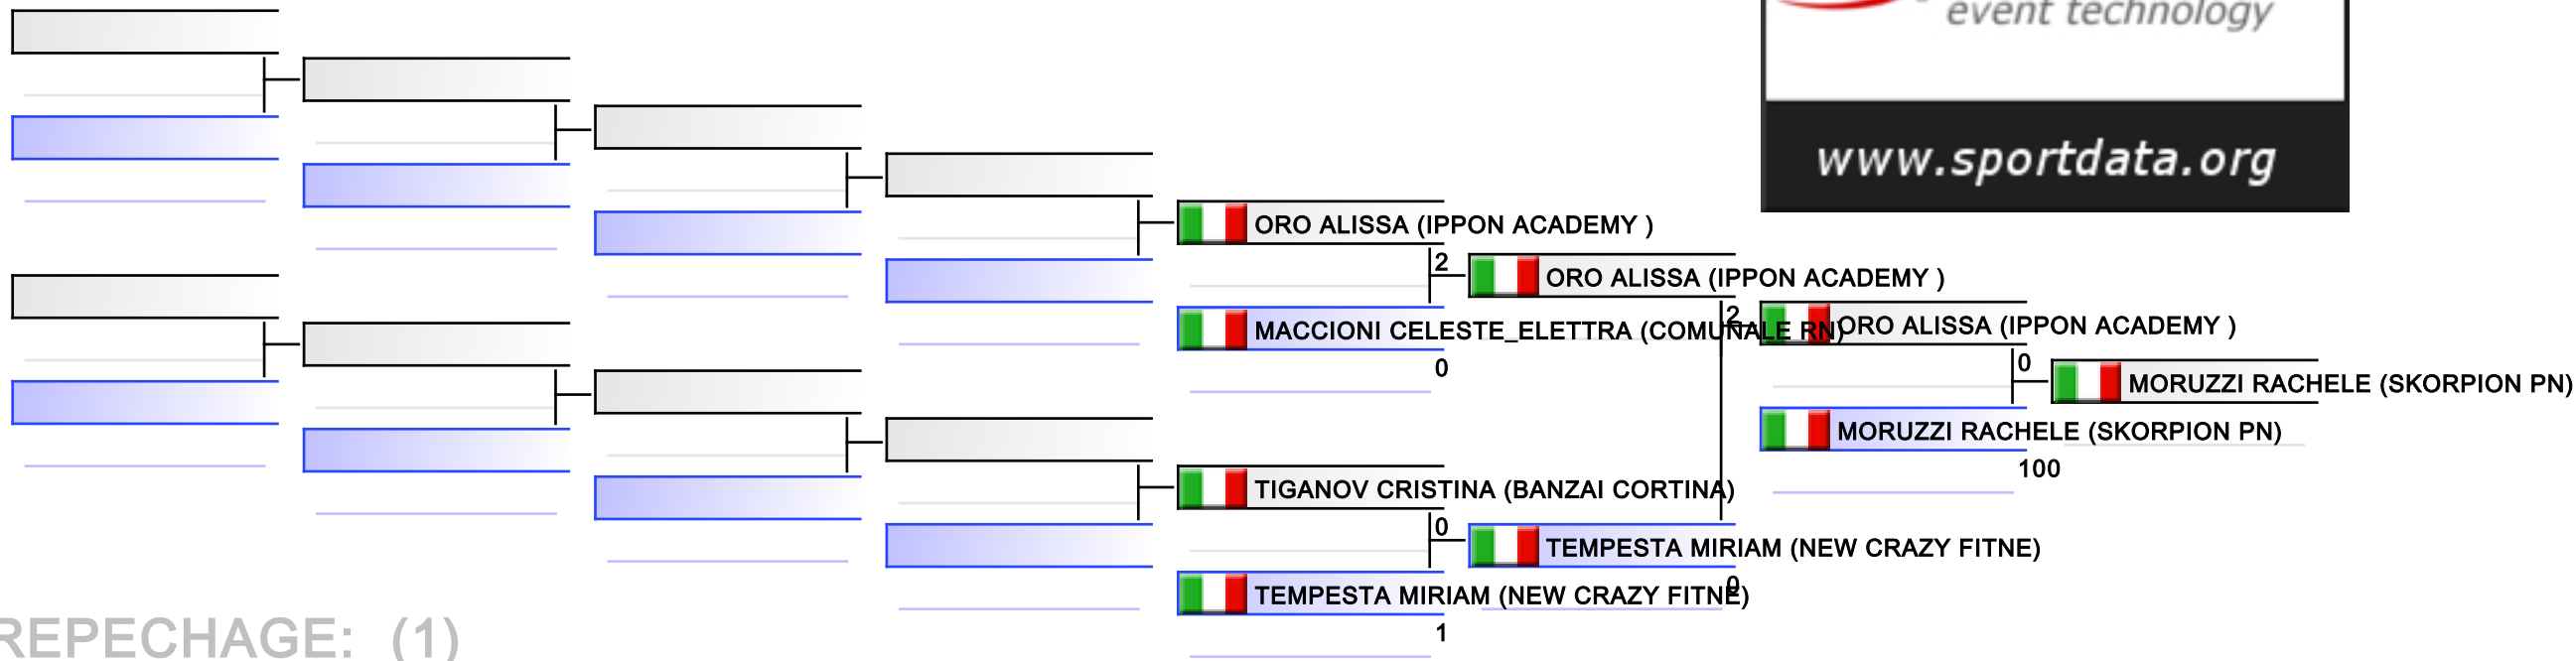 event technology
www.sportdata.org
ORO ALISSA (IPPON ACADEMY )
2
ORO ALISSA (IPPON ACADEMY )
MACCIONI CELESTE_ELETTRA (COMUNALE RN)
0
2
ORO ALISSA (IPPON ACADEMY )
0
MORUZZI RACHELE (SKORPION PN)
MORUZZI RACHELE (SKORPION PN)
100
TIGANOV CRISTINA (BANZAI CORTINA)
0
TEMPESTA MIRIAM (NEW CRAZY FITNE)
0
TEMPESTA MIRIAM (NEW CRAZY FITNE)
1
REPECHAGE: (1)